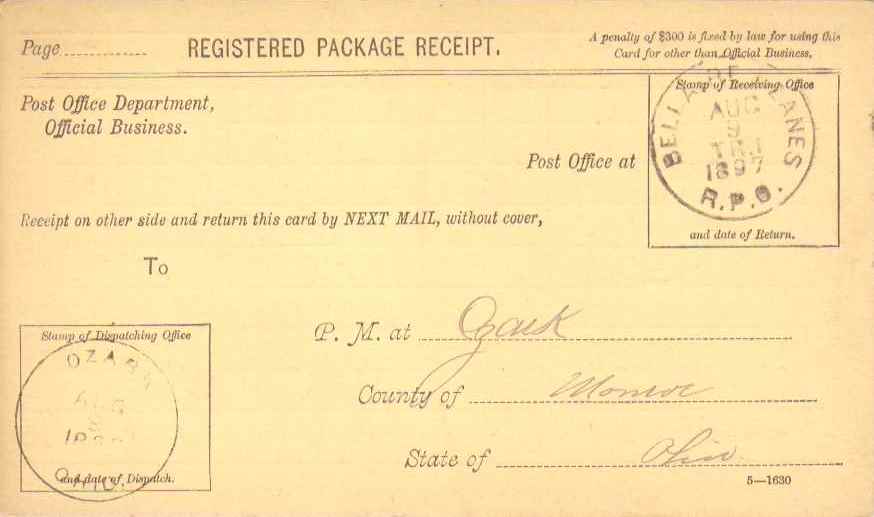 Page
REGISTERED PACKAGE RECEIPT.
A penalty of $300 is fixed by law for using this
Card for other than Official Business.
Post Office Department,
Official Business.
Post Office at
Stamp of Receiving Office
AUG
9
1897
R.P.O.
and date of Return.
Receipt on other side and return this card by NEXT MAIL, without cover,
To
P. M. at Ozark
County of Monroe
State of Ohio
5—1630
Stamp of Dispatching Office
OZARK
and date of Dispatch.
OHIO.